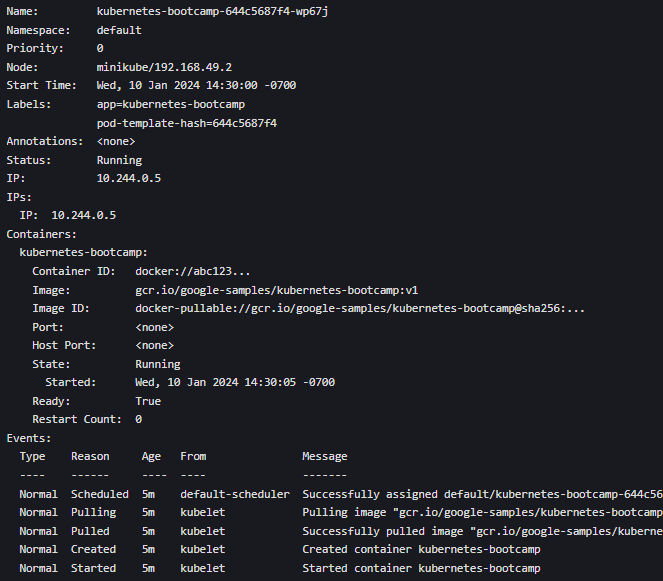 Name:         kubernetes-bootcamp-644c5687f4-wp67j
Namespace:    default
Priority:     0
Node:         minikube/192.168.49.2
Start Time:   Wed, 10 Jan 2024 14:30:00 -0700
Labels:       app=kubernetes-bootcamp
              pod-template-hash=644c5687f4
Annotations:  <none>
Status:       Running
IP:           10.244.0.5
IPs:
  IP:  10.244.0.5
Containers:
  kubernetes-bootcamp:
    Container ID:   docker://abc123...
    Image:          gcr.io/google-samples/kubernetes-bootcamp:v1
    Image ID:       docker-pullable://gcr.io/google-samples/kubernetes-bootcamp@sha256:...
    Port:           <none>
    Host Port:      <none>
    State:          Running
      Started:      Wed, 10 Jan 2024 14:30:05 -0700
    Ready:          True
    Restart Count:  0
Events:
  Type    Reason     Age   From               Message
  ----    ------     ----  ----               -------
  Normal  Scheduled  5m    default-scheduler  Successfully assigned default/kubernetes-bootcamp-644c56
  Normal  Pulling    5m    kubelet            Pulling image "gcr.io/google-samples/kubernetes-bootcamp
  Normal  Pulled     5m    kubelet            Successfully pulled image "gcr.io/google-samples/kuberne
  Normal  Created    5m    kubelet            Created container kubernetes-bootcamp
  Normal  Started    5m    kubelet            Started container kubernetes-bootcamp